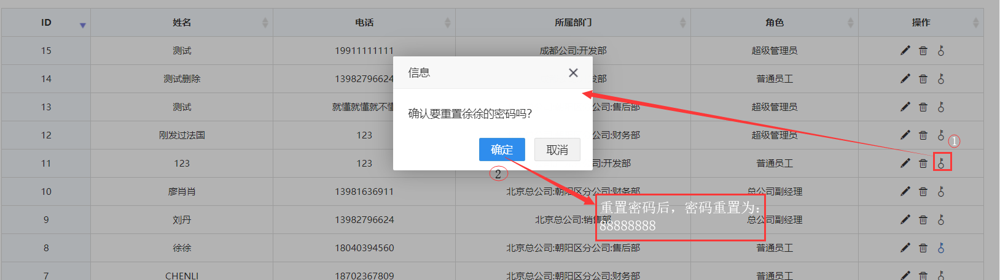 ID 姓名 电话 所属部门 角色 操作
15 测试 19911111111 成都公司:开发部 超级管理员
14 测试删除 13982796624 发部 普通员工
13 测试 就懂就懂就不懂 公司:售后部 超级管理员
12 刚发过法国 123 公司:财务部 超级管理员
11 123 123 司:开发部 普通员工
10 廖肖肖 13981636911 北京总公司:朝阳区分公司:财务部 总公司副经理
9 刘丹 13982796624 北京总公司:销售部 总公司副经理
8 徐徐 18040394560 北京总公司:朝阳区分公司:售后部 普通员工
7 CHENLI 18702367809 北京总公司:朝阳区分公司:财务部 普通员工
信息
确认要重置徐徐的密码吗?
确定 取消
1
2
重置密码后，密码重置为：
88888888